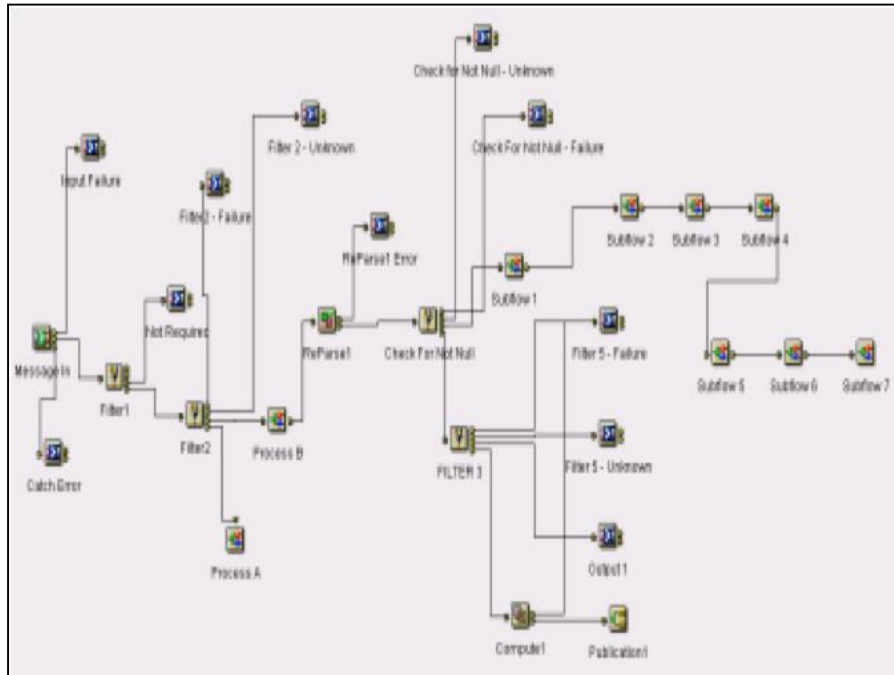 Check for Not Null - Unknown
Filter 2 - Unknown
Check For Not Null - Failure
Input Failure
Filter2 - Failure
Subflow 2
Subflow 3
Subflow 4
ReParse1 Error
Subflow 1
Not Required
Message In
ReParse1
Check For Not Null
Filter 5 - Failure
Subflow 5
Subflow 6
Subflow 7
Filter1
Filter2
Process B
FILTER 3
Filter 5 - Unknown
Catch Error
Process A
Output1
Compute1
Publication1